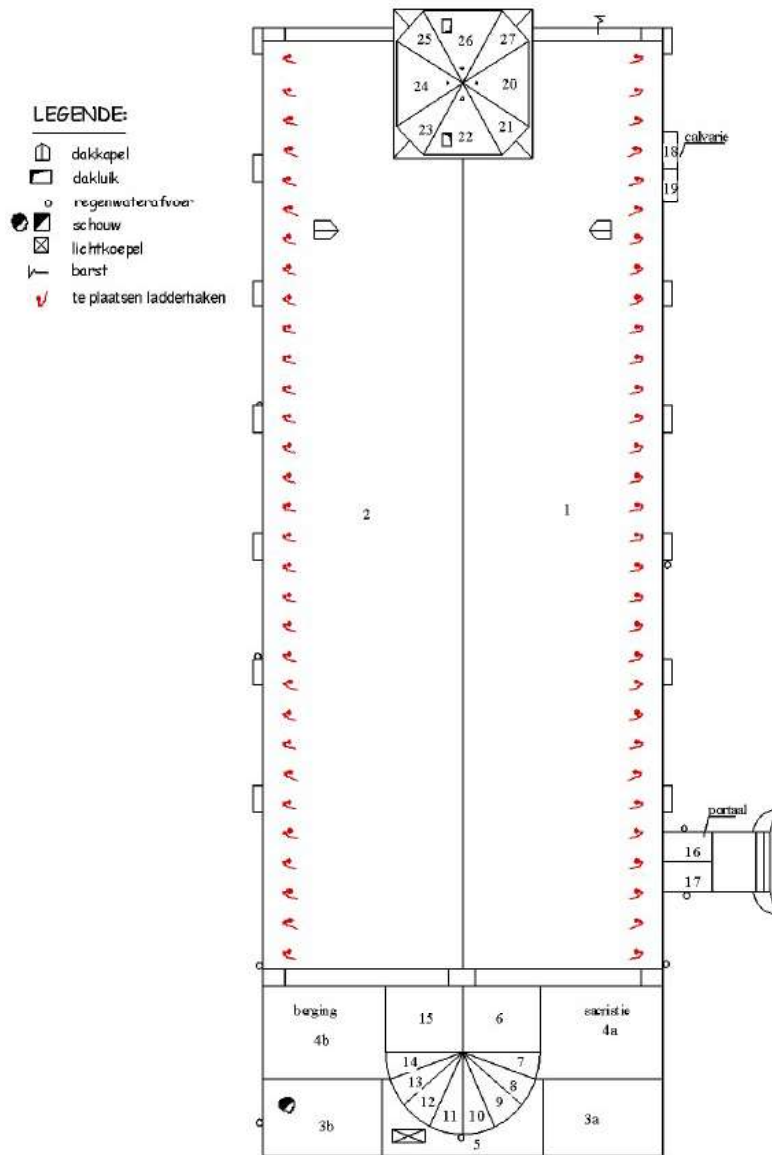 25 26 27
24 20
23 22 21
LEGENDE:
dakkapel
dakluik
regenwaterafvoer
schouw
lichtkoepel
barst
te plaatsen ladderhaken
calvarie
18
19
2 1
portaal
16
17
berging 15 6 sacristie
4b 4a
14 7
13 8
12 9
11 10
3b 5 3a